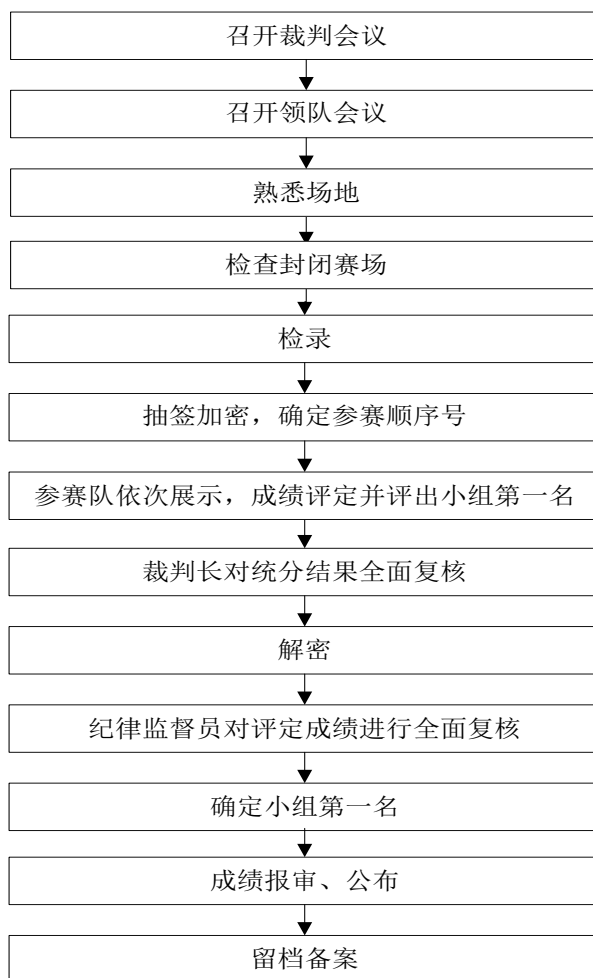 召开裁判会议
召开领队会议
熟悉场地
检查封闭赛场
检录
抽签加密，确定参赛顺序号
参赛队依次展示，成绩评定并评出小组第一名
裁判长对统分结果全面复核
解密
纪律监督员对评定成绩进行全面复核
确定小组第一名
成绩报审、公布
留档备案